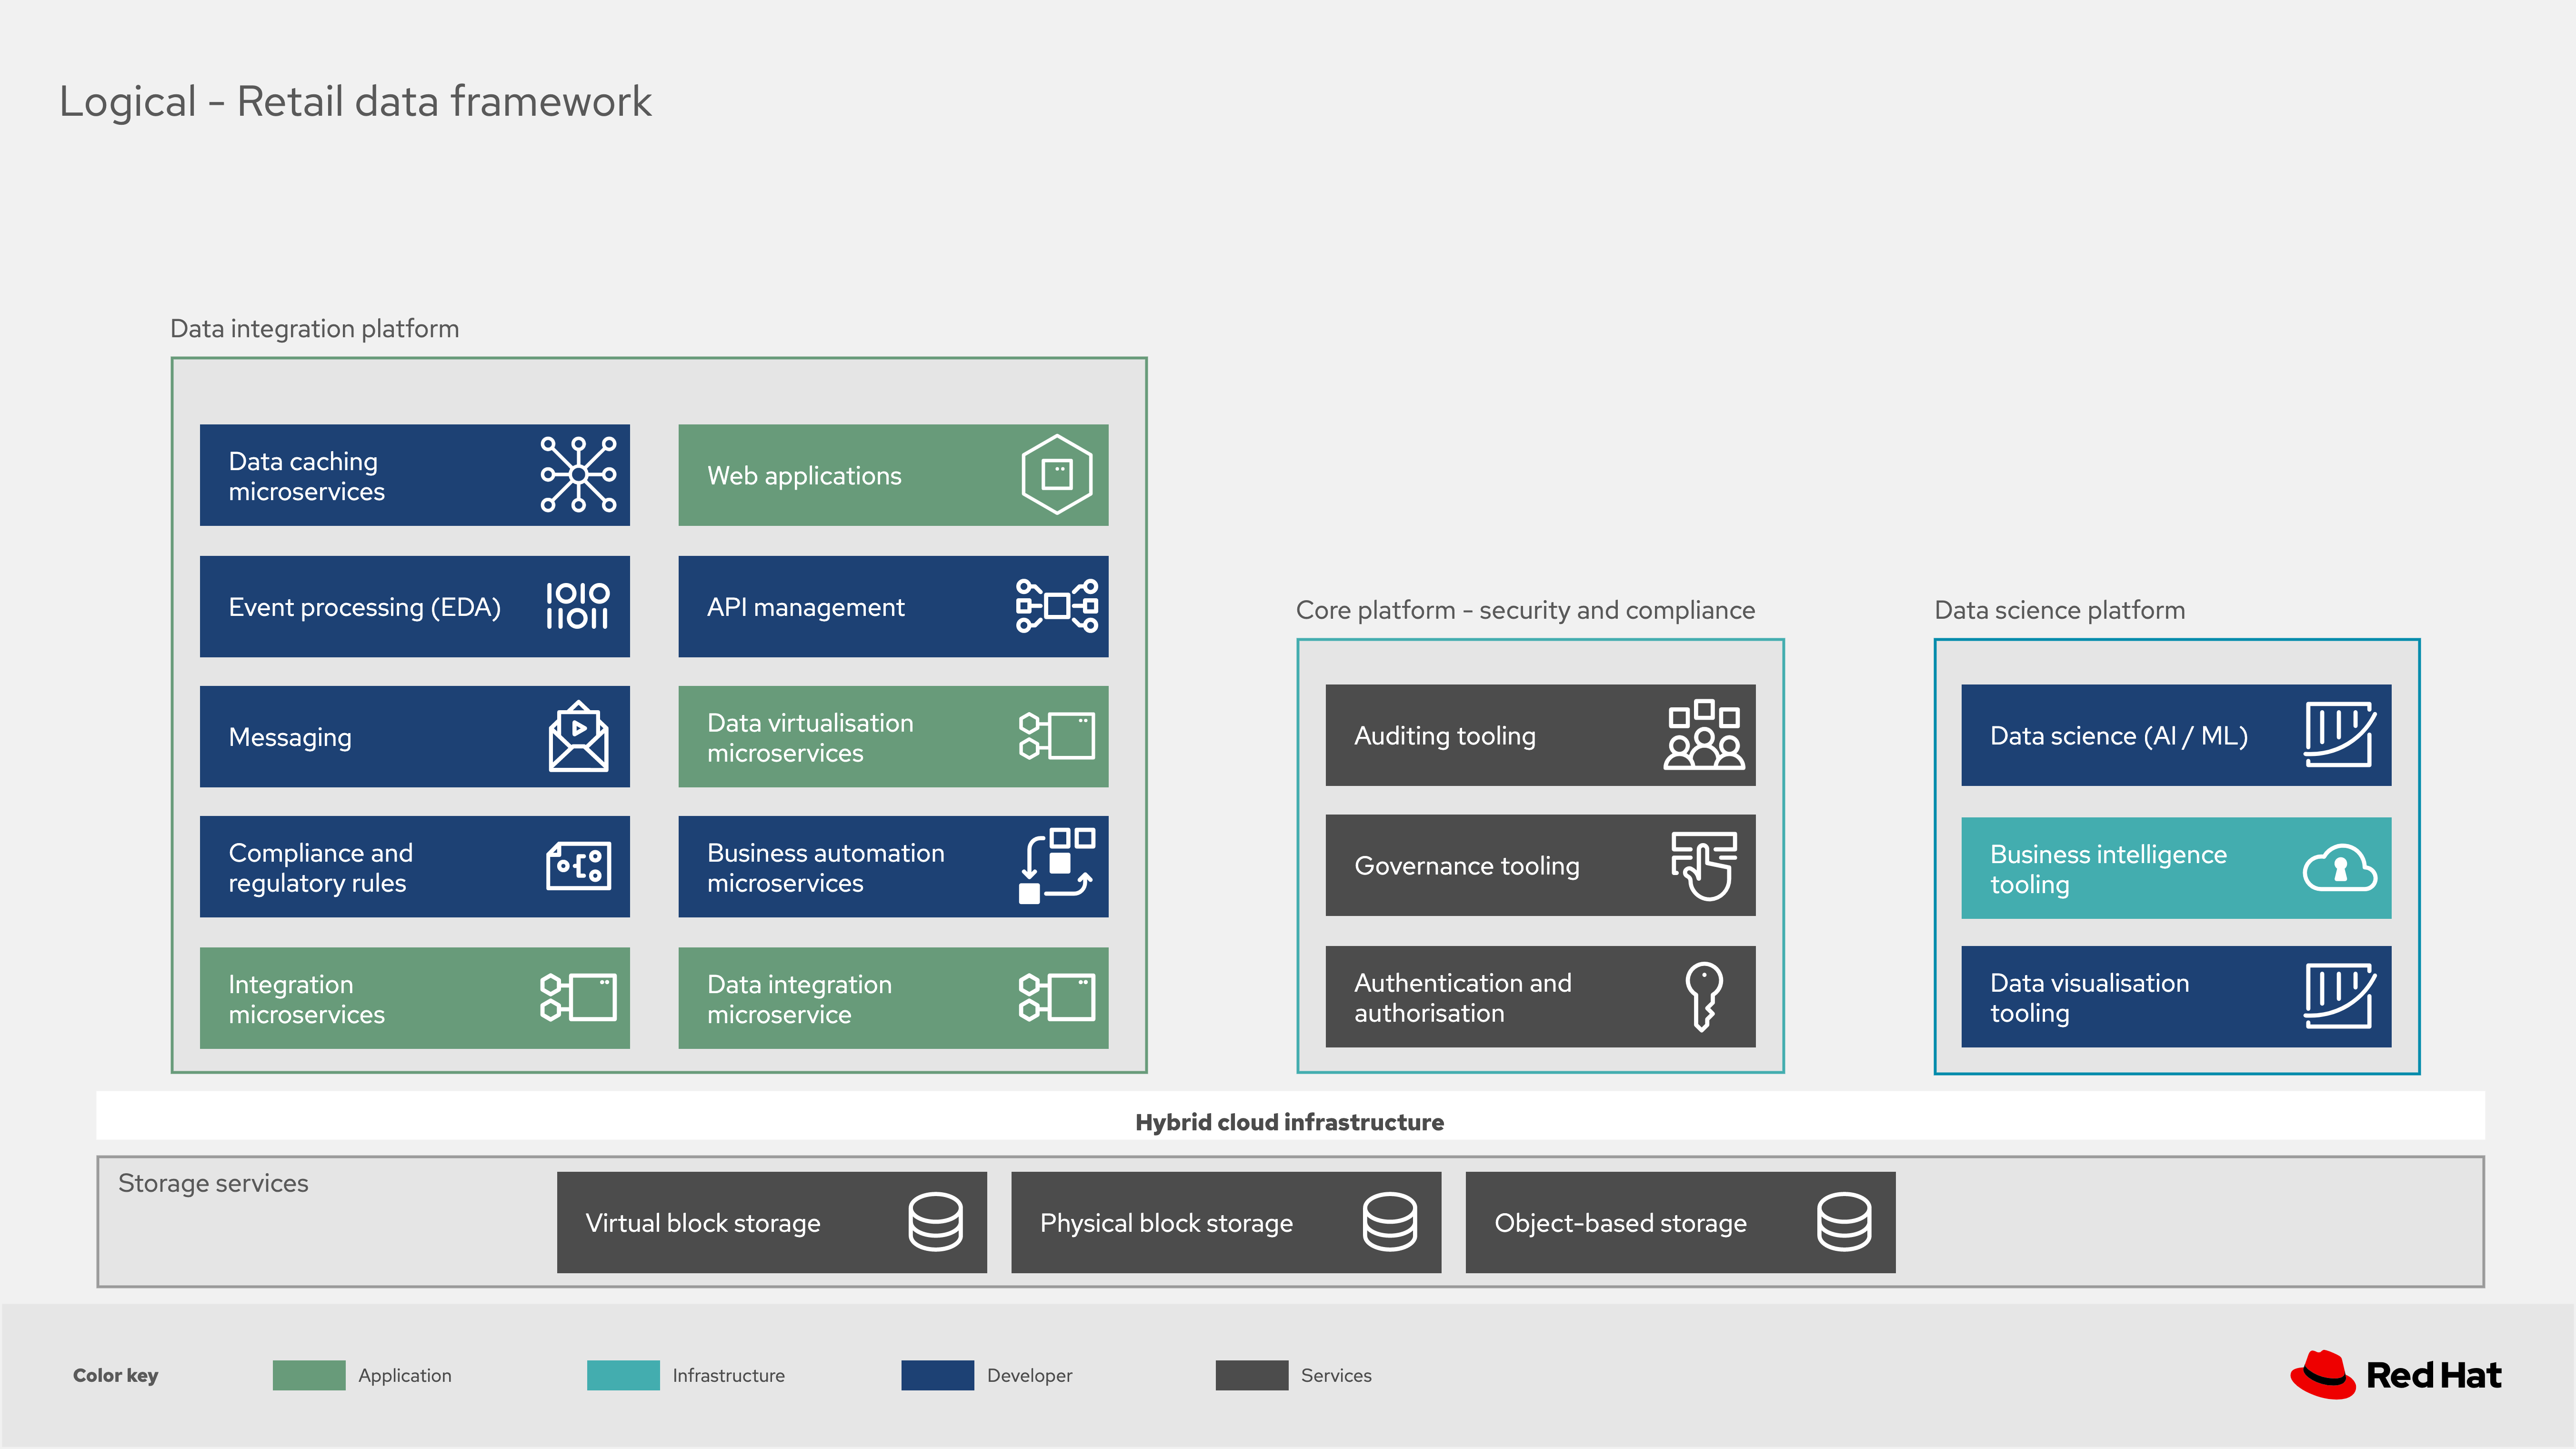 Logical - Retail data framework
Data integration platform
Data caching
microservices
Web applications
Event processing (EDA)
API management
Messaging
Data virtualisation
microservices
Compliance and
regulatory rules
Business automation
microservices
Integration
microservices
Data integration
microservice
Core platform - security and compliance
Auditing tooling
Governance tooling
Authentication and
authorisation
Data science platform
Data science (AI / ML)
Business intelligence
tooling
Data visualisation
tooling
Hybrid cloud infrastructure
Storage services
Virtual block storage
Physical block storage
Object-based storage
Color key
Application
Infrastructure
Developer
Services
Red Hat